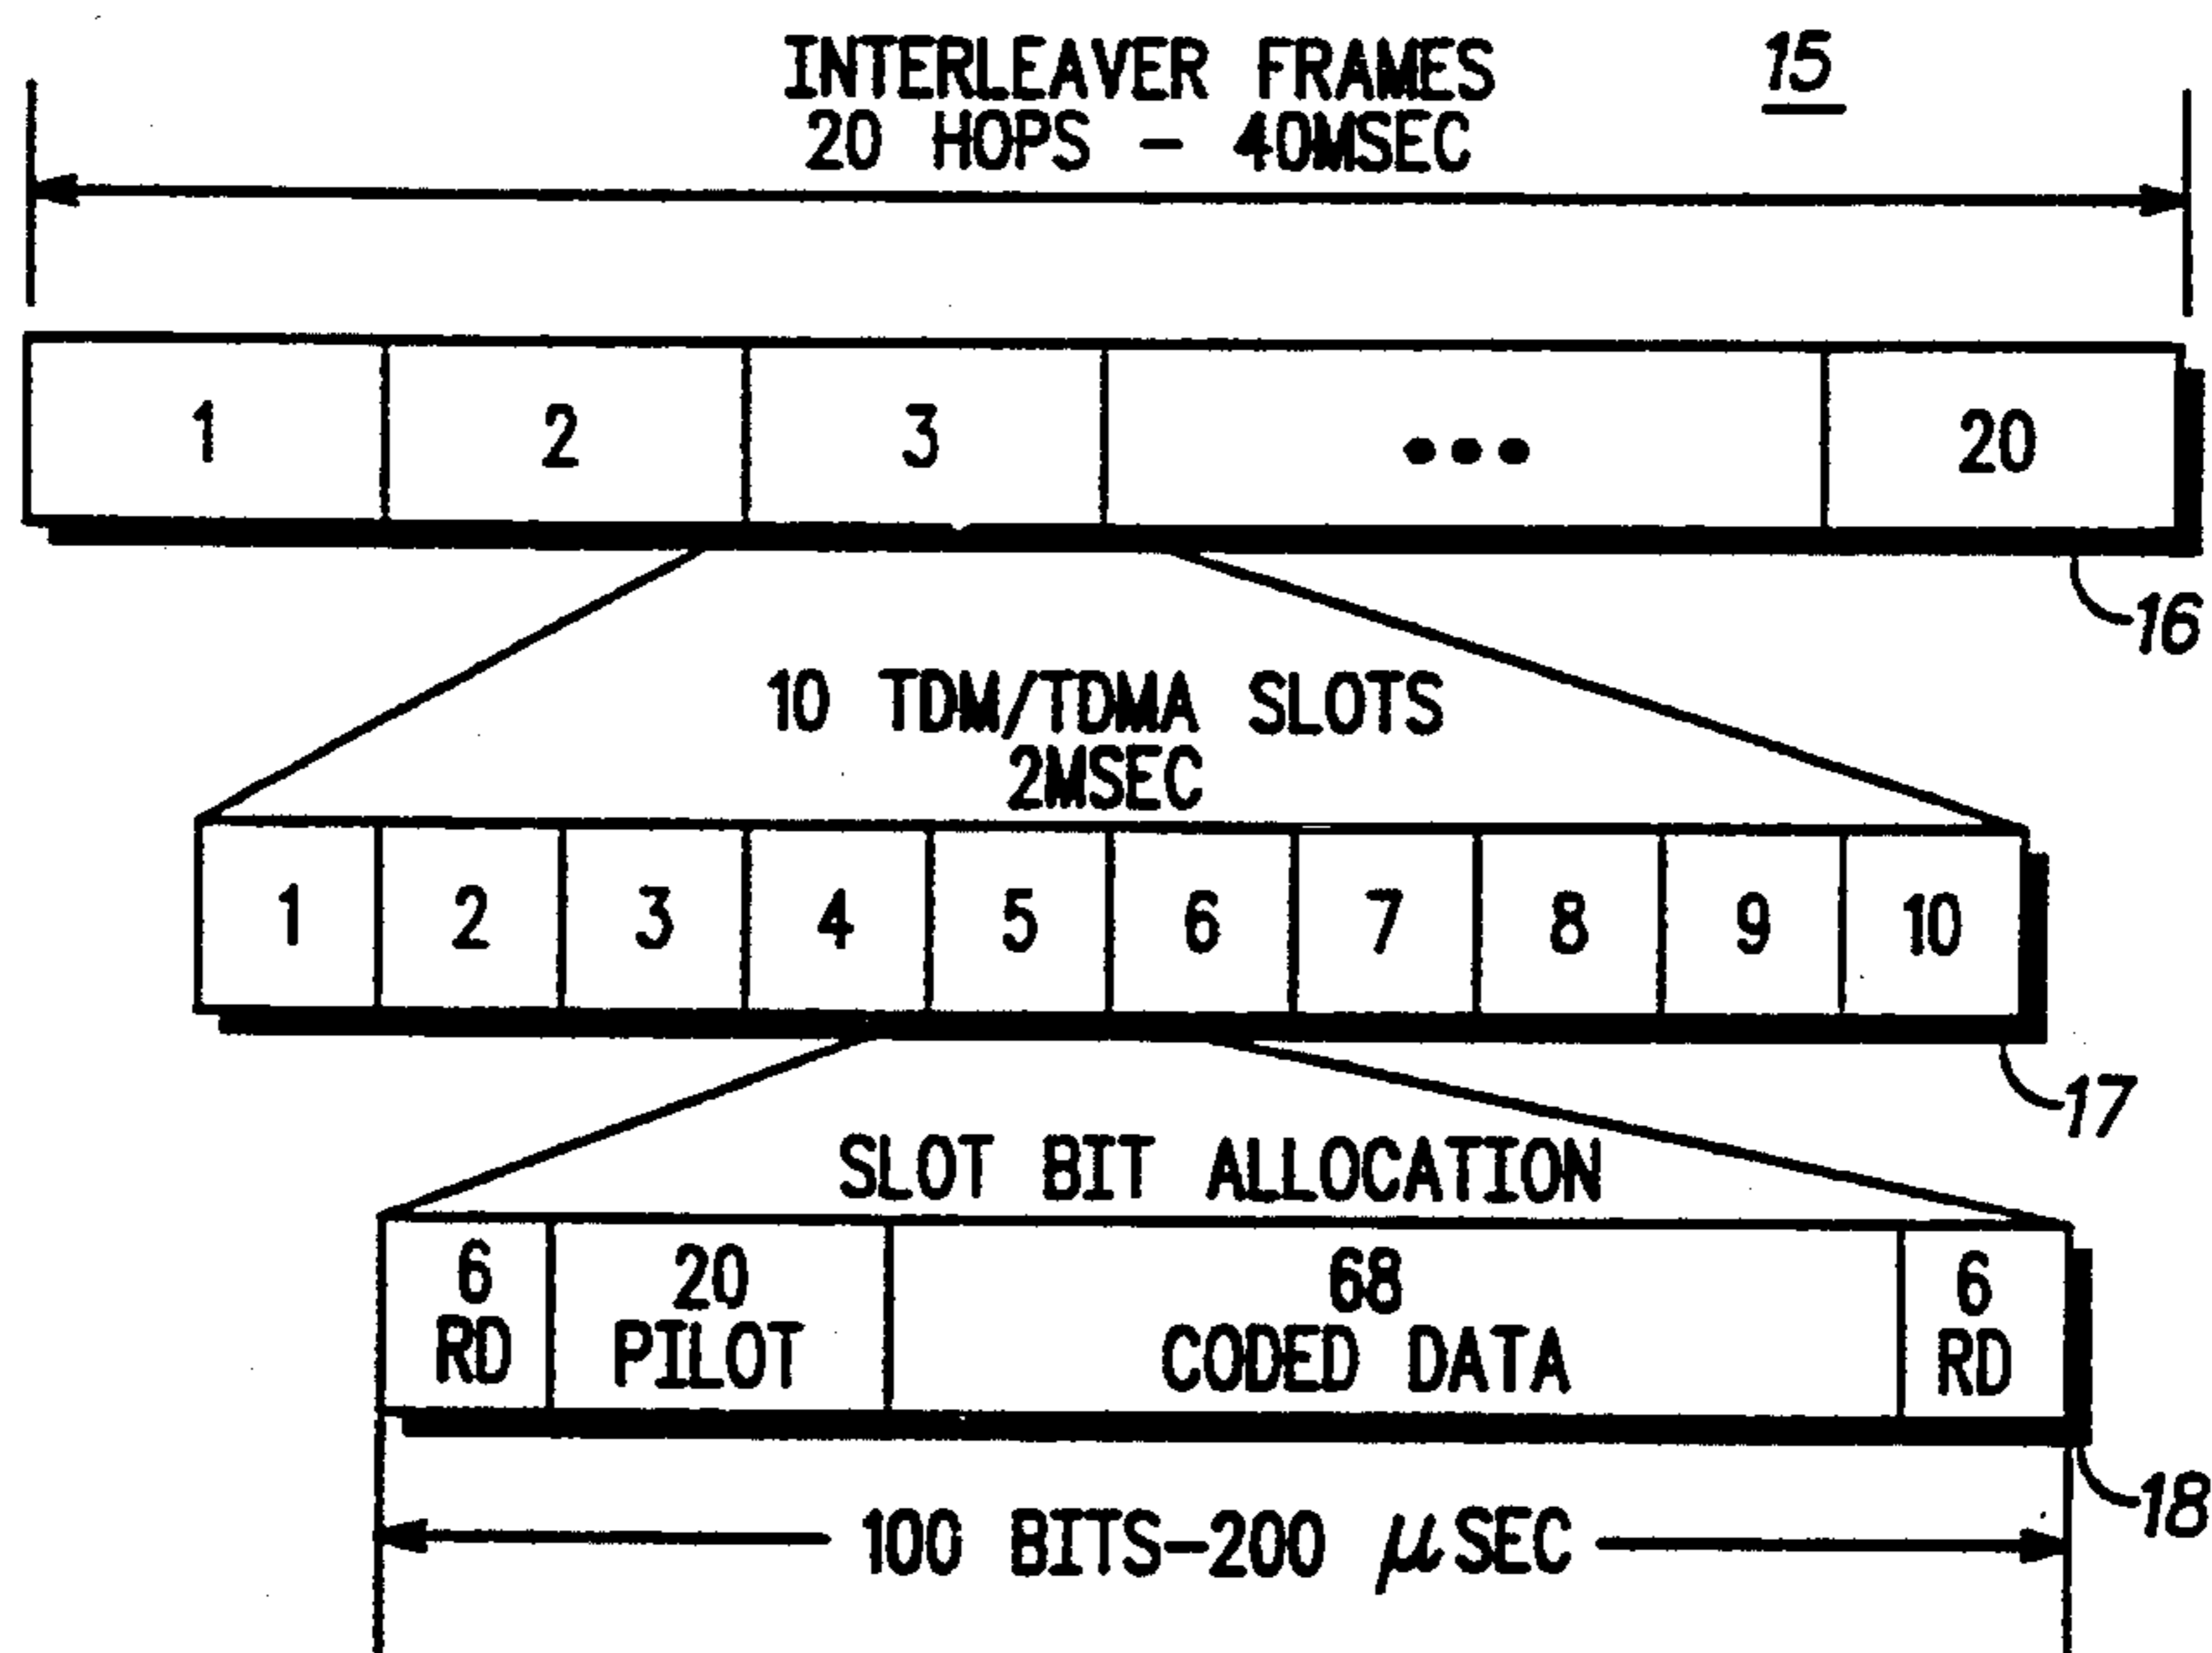 INTERLEAVER FRAMES
20 HOPS - 40MSEC
15
1 2 3 ••• 20
16
10 TDM/TDMA SLOTS
2MSEC
1 2 3 4 5 6 7 8 9 10
17
SLOT BIT ALLOCATION
6 20 68 6
RD PILOT CODED DATA RD
18
100 BITS-200 μSEC